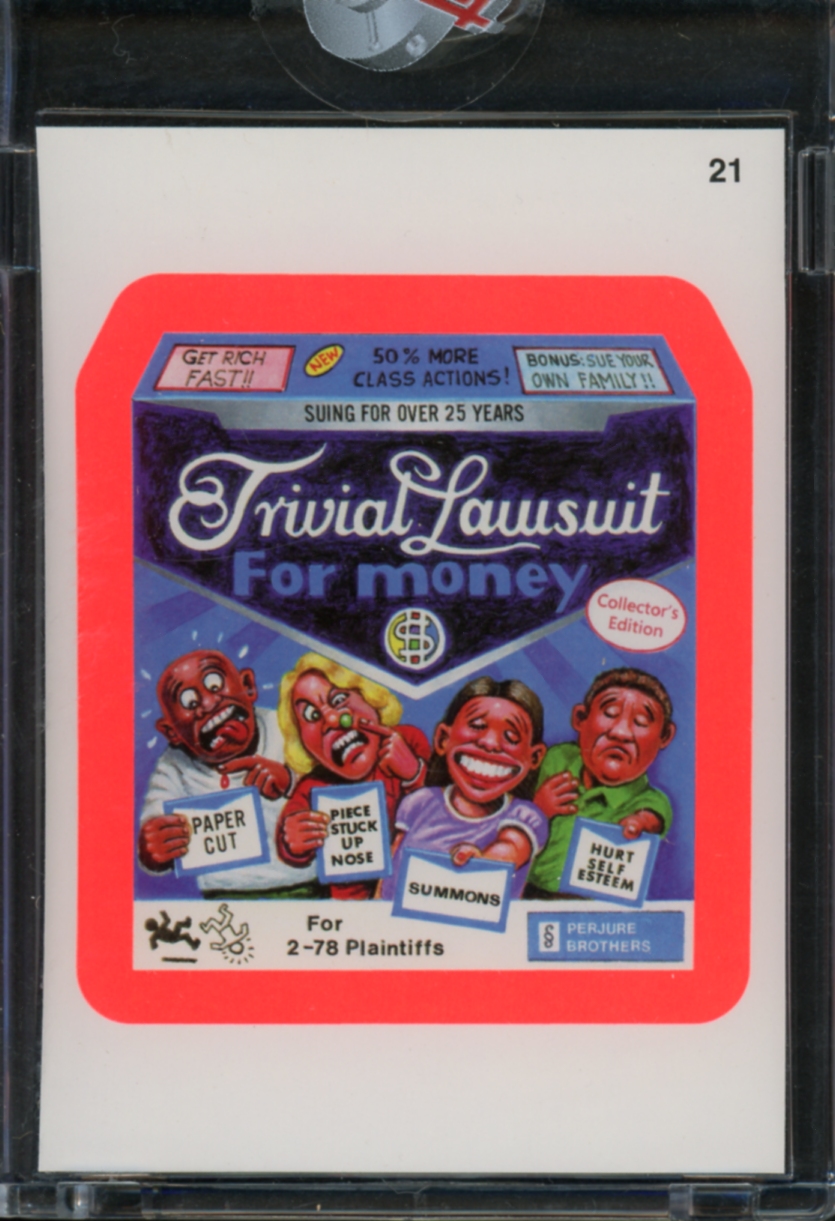 21
GET RICH
FAST!!
NEW
50% MORE
CLASS ACTIONS!
BONUS: SUE YOUR
OWN FAMILY!!
SUING FOR OVER 25 YEARS
Trivial Lawsuit
For money
Collector's
Edition
PAPER
CUT
PIECE
STUCK
UP
NOSE
SUMMONS
HURT
SELF
ESTEEM
For
2-78 Plaintiffs
§ PERJURE
BROTHERS